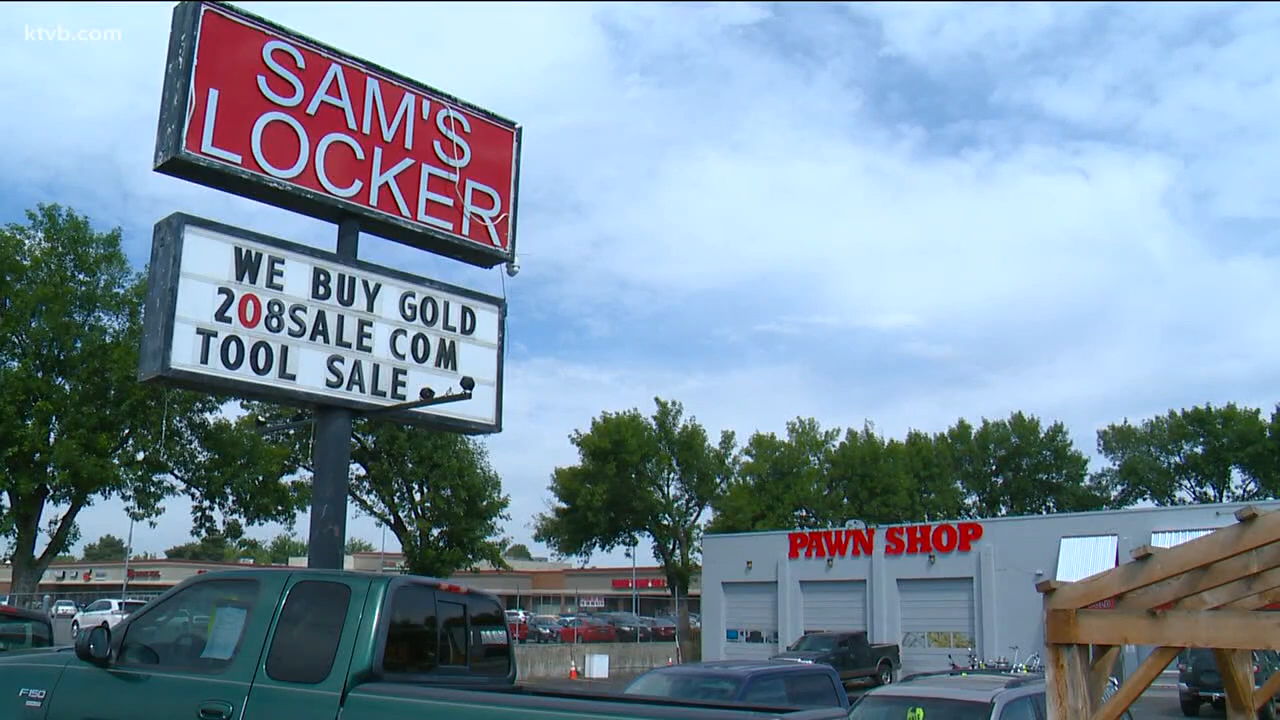 ktvb.com
SAM'S
LOCKER
WE BUY GOLD
208SALE COM
TOOL SALE
PAWN SHOP
F150